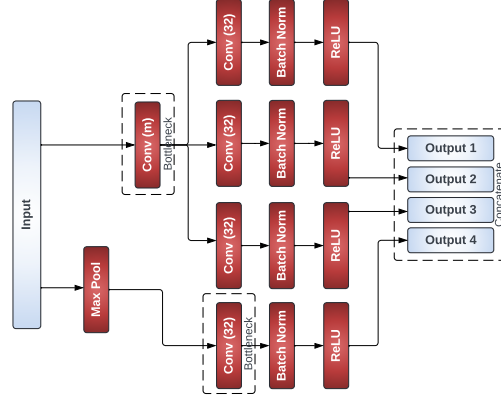 Input
Conv (m)
Bottleneck
Max Pool
Conv (32)
Batch Norm
ReLU
Conv (32)
Batch Norm
ReLU
Conv (32)
Batch Norm
ReLU
Conv (32)
Bottleneck
Batch Norm
ReLU
Output 1
Output 2
Output 3
Output 4
Concatenate